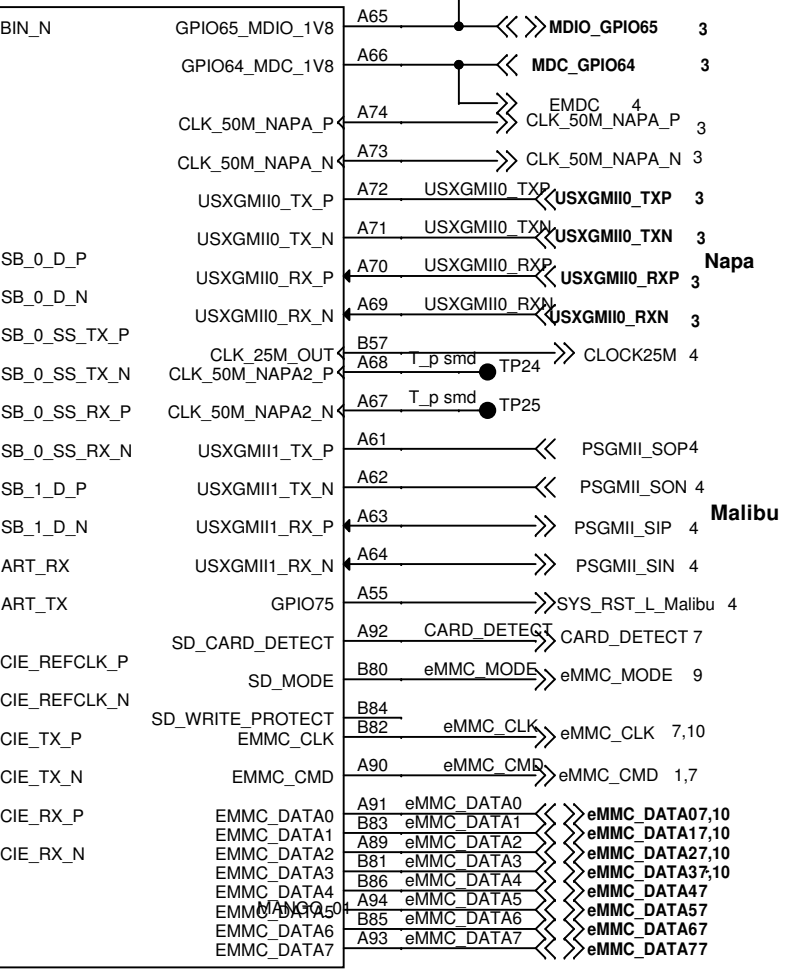 BIN_N GPIO65_MDIO_1V8 A65 MDIO_GPIO65 3
GPIO64_MDC_1V8 A66 MDC_GPIO64 3
EMDC 4
CLK_50M_NAPA_P A74 CLK_50M_NAPA_P 3
CLK_50M_NAPA_N A73 CLK_50M_NAPA_N 3
USXGMII0_TX_P A72 USXGMII0_TXP USXGMII0_TXP 3
USXGMII0_TX_N A71 USXGMII0_TXN USXGMII0_TXN 3
SB_0_D_P Napa
USXGMII0_RX_P A70 USXGMII0_RXP USXGMII0_RXP 3
SB_0_D_N
USXGMII0_RX_N A69 USXGMII0_RXN USXGMII0_RXN 3
SB_0_SS_TX_P
CLK_25M_OUT B57 CLOCK25M 4
SB_0_SS_TX_N CLK_50M_NAPA2_P A68 T_p smd TP24
SB_0_SS_RX_P CLK_50M_NAPA2_N A67 T_p smd TP25
SB_0_SS_RX_N USXGMII1_TX_P A61 PSGMII_SOP4
SB_1_D_P USXGMII1_TX_N A62 PSGMII_SON 4
Malibu
SB_1_D_N USXGMII1_RX_P A63 PSGMII_SIP 4
ART_RX USXGMII1_RX_N A64 PSGMII_SIN 4
ART_TX GPIO75 A55 SYS_RST_L_Malibu 4
SD_CARD_DETECT A92 CARD_DETECT CARD_DETECT 7
CIE_REFCLK_P
SD_MODE B80 eMMC_MODE eMMC_MODE 9
CIE_REFCLK_N
SD_WRITE_PROTECT B84
CIE_TX_P EMMC_CLK B82 eMMC_CLK eMMC_CLK 7,10
CIE_TX_N EMMC_CMD A90 eMMC_CMD eMMC_CMD 1,7
CIE_RX_P EMMC_DATA0 A91 eMMC_DATA0 eMMC_DATA07,10
EMMC_DATA1 B83 eMMC_DATA1 eMMC_DATA17,10
CIE_RX_N EMMC_DATA2 A89 eMMC_DATA2 eMMC_DATA27,10
EMMC_DATA3 B81 eMMC_DATA3 eMMC_DATA37,10
EMMC_DATA4 B86 eMMC_DATA4 eMMC_DATA47
MANGO_01
EMMC_DATA5 A94 eMMC_DATA5 eMMC_DATA57
EMMC_DATA6 B85 eMMC_DATA6 eMMC_DATA67
EMMC_DATA7 A93 eMMC_DATA7 eMMC_DATA77